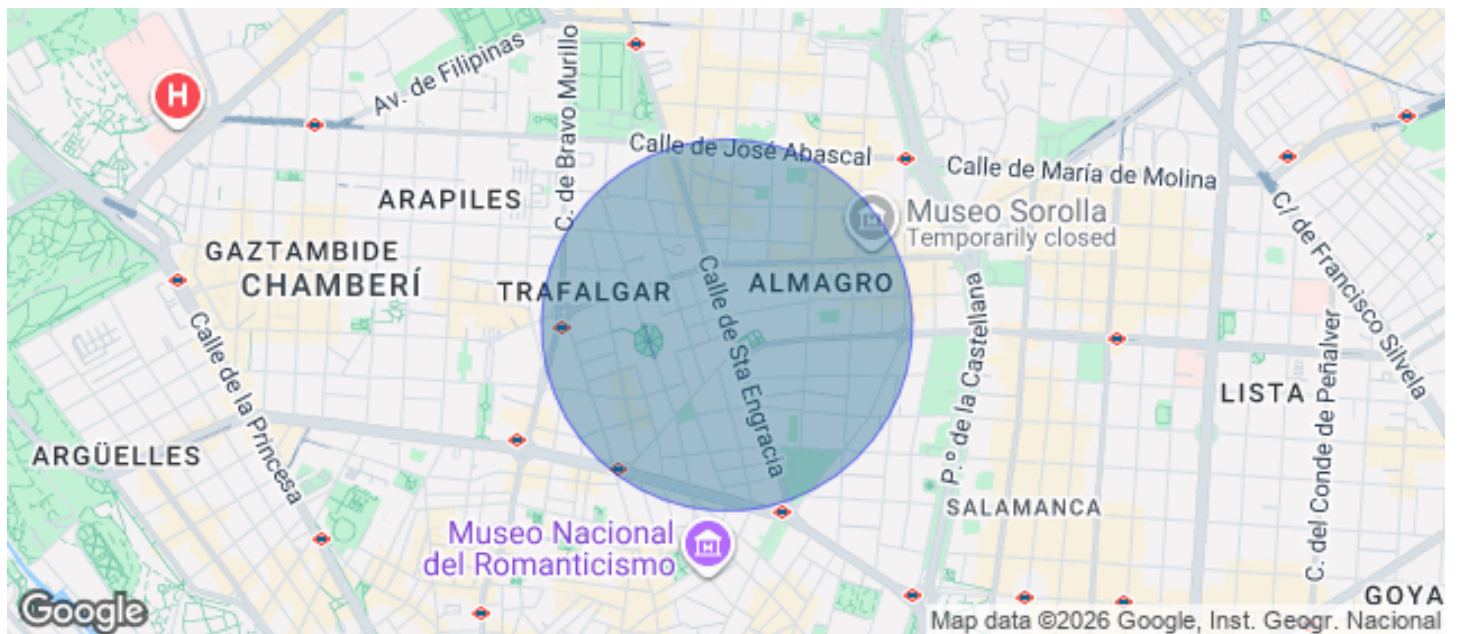 Av. de Filipinas
C. de Bravo Murillo
H
Calle de José Abascal
Calle de María de Molina
ARAPILES
C/ de Francisco Silvela
Museo Sorolla
Temporarily closed
GAZTAMBIDE
CHAMBERÍ
TRAFALGAR
ALMAGRO
Calle de Sta Engracia
P.º de la Castellana
Calle de la Princesa
LISTA
C. del Conde de Peñalver
ARGÜELLES
SALAMANCA
Museo Nacional
del Romanticismo
GOYA
Google
Map data ©2026 Google, Inst. Geogr. Nacional